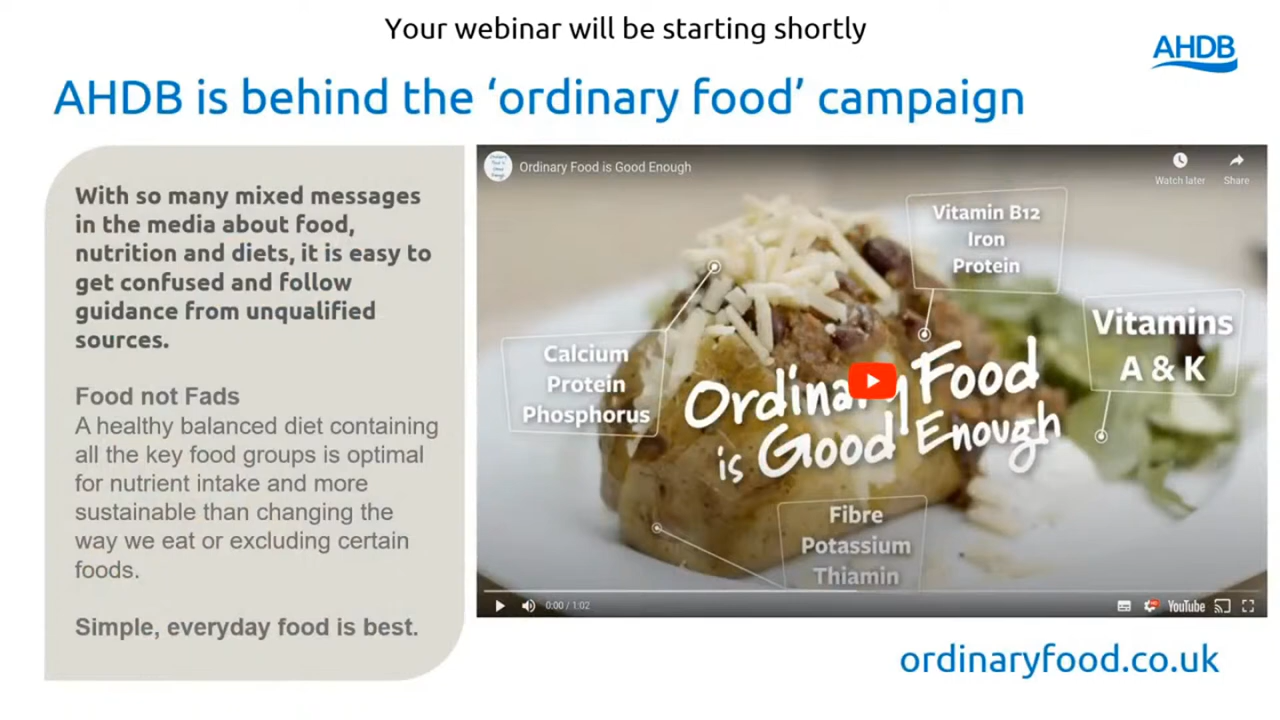 Your webinar will be starting shortly
AHDB
AHDB is behind the ‘ordinary food’ campaign
With so many mixed messages
in the media about food,
nutrition and diets, it is easy to
get confused and follow
guidance from unqualified
sources.
Food not Fads
A healthy balanced diet containing
all the key food groups is optimal
for nutrient intake and more
sustainable than changing the
way we eat or excluding certain
foods.
Simple, everyday food is best.
Ordinary Food is Good Enough
Watch later
Share
Vitamin B12
Iron
Protein
Vitamins
A & K
Calcium
Protein
Phosphorus
Ordinary Food
is Good Enough
Fibre
Potassium
Thiamin
0:00 / 1:02
YouTube
ordinaryfood.co.uk